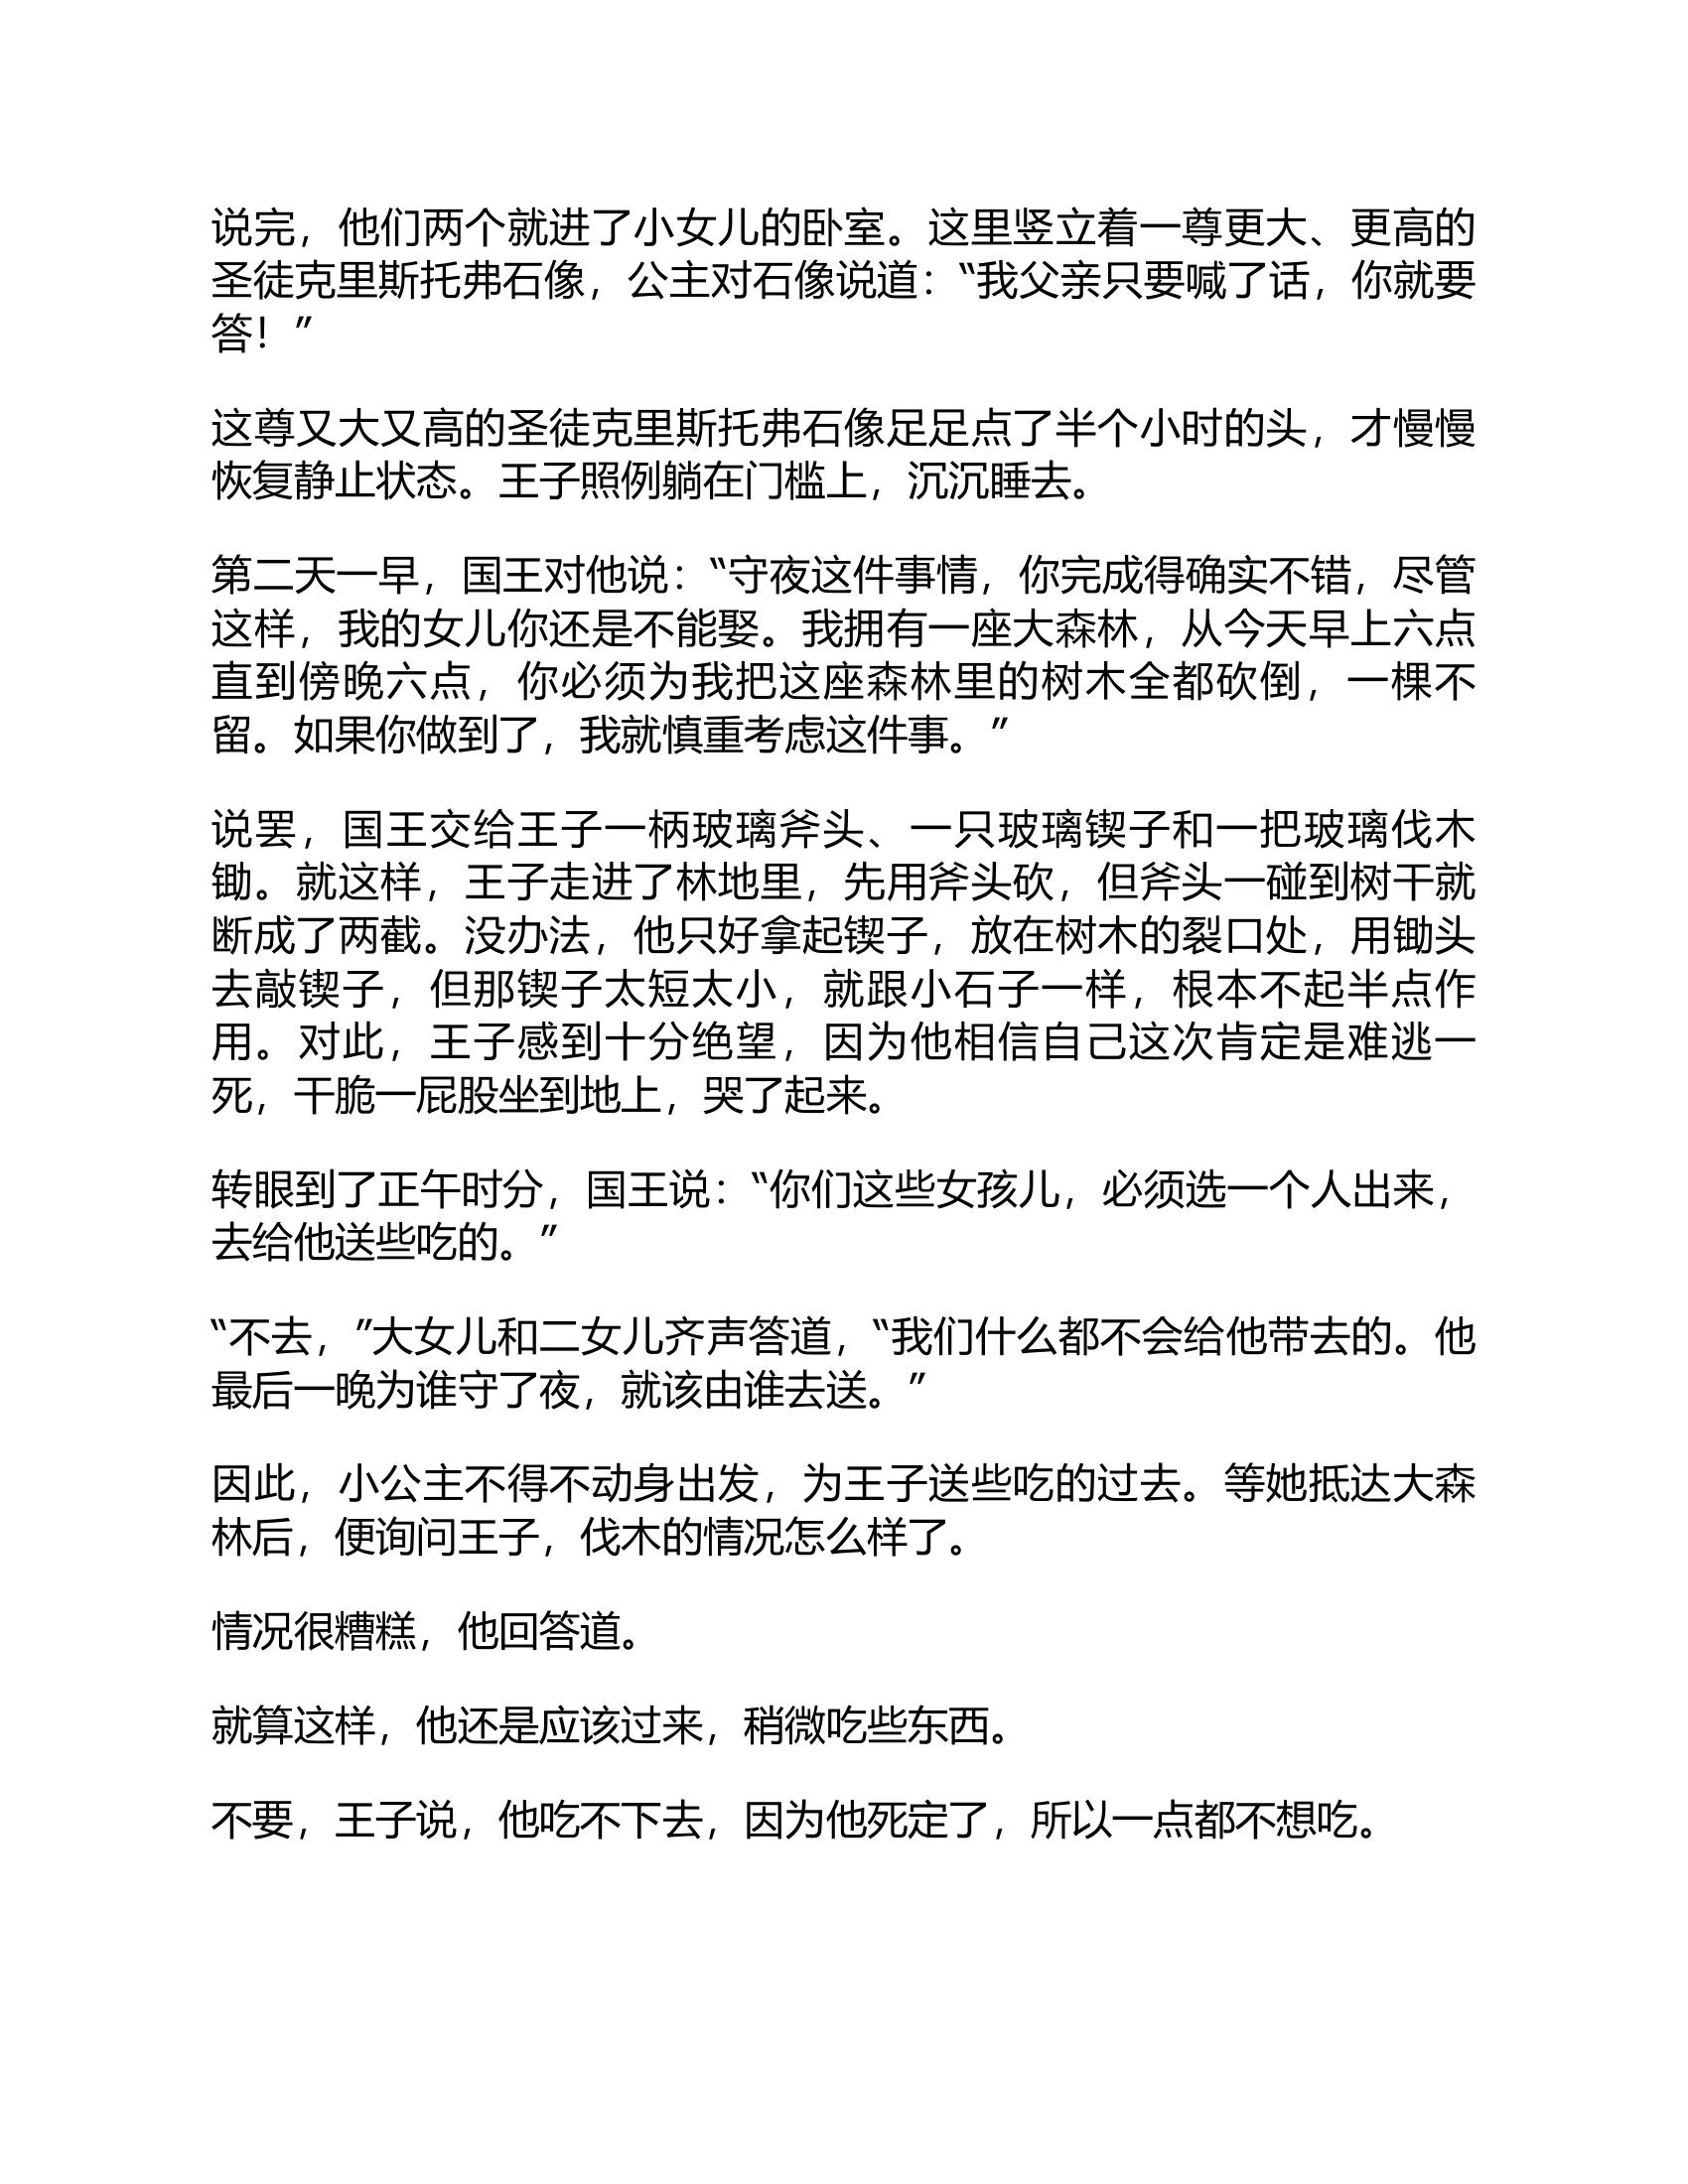 说完，他们两个就进了小女儿的卧室。这里竖立着一尊更大、更高的
圣徒克里斯托弗石像，公主对石像说道：“我父亲只要喊了话，你就要
答！”
这尊又大又高的圣徒克里斯托弗石像足足点了半个小时的头，才慢慢
恢复静止状态。王子照例躺在门槛上，沉沉睡去。
第二天一早，国王对他说：“守夜这件事情，你完成得确实不错，尽管
这样，我的女儿你还是不能娶。我拥有一座大森林，从今天早上六点
直到傍晚六点，你必须为我把这座森林里的树木全都砍倒，一棵不
留。如果你做到了，我就慎重考虑这件事。”
说罢，国王交给王子一柄玻璃斧头、一只玻璃锲子和一把玻璃伐木
锄。就这样，王子走进了林地里，先用斧头砍，但斧头一碰到树干就
断成了两截。没办法，他只好拿起锲子，放在树木的裂口处，用锄头
去敲锲子，但那锲子太短太小，就跟小石子一样，根本不起半点作
用。对此，王子感到十分绝望，因为他相信自己这次肯定是难逃一
死，干脆一屁股坐到地上，哭了起来。
转眼到了正午时分，国王说：“你们这些女孩儿，必须选一个人出来，
去给他送些吃的。”
“不去，”大女儿和二女儿齐声答道，“我们什么都不会给他带去的。他
最后一晚为谁守了夜，就该由谁去送。”
因此，小公主不得不动身出发，为王子送些吃的过去。等她抵达大森
林后，便询问王子，伐木的情况怎么样了。
情况很糟糕，他回答道。
就算这样，他还是应该过来，稍微吃些东西。
不要，王子说，他吃不下去，因为他死定了，所以一点都不想吃。